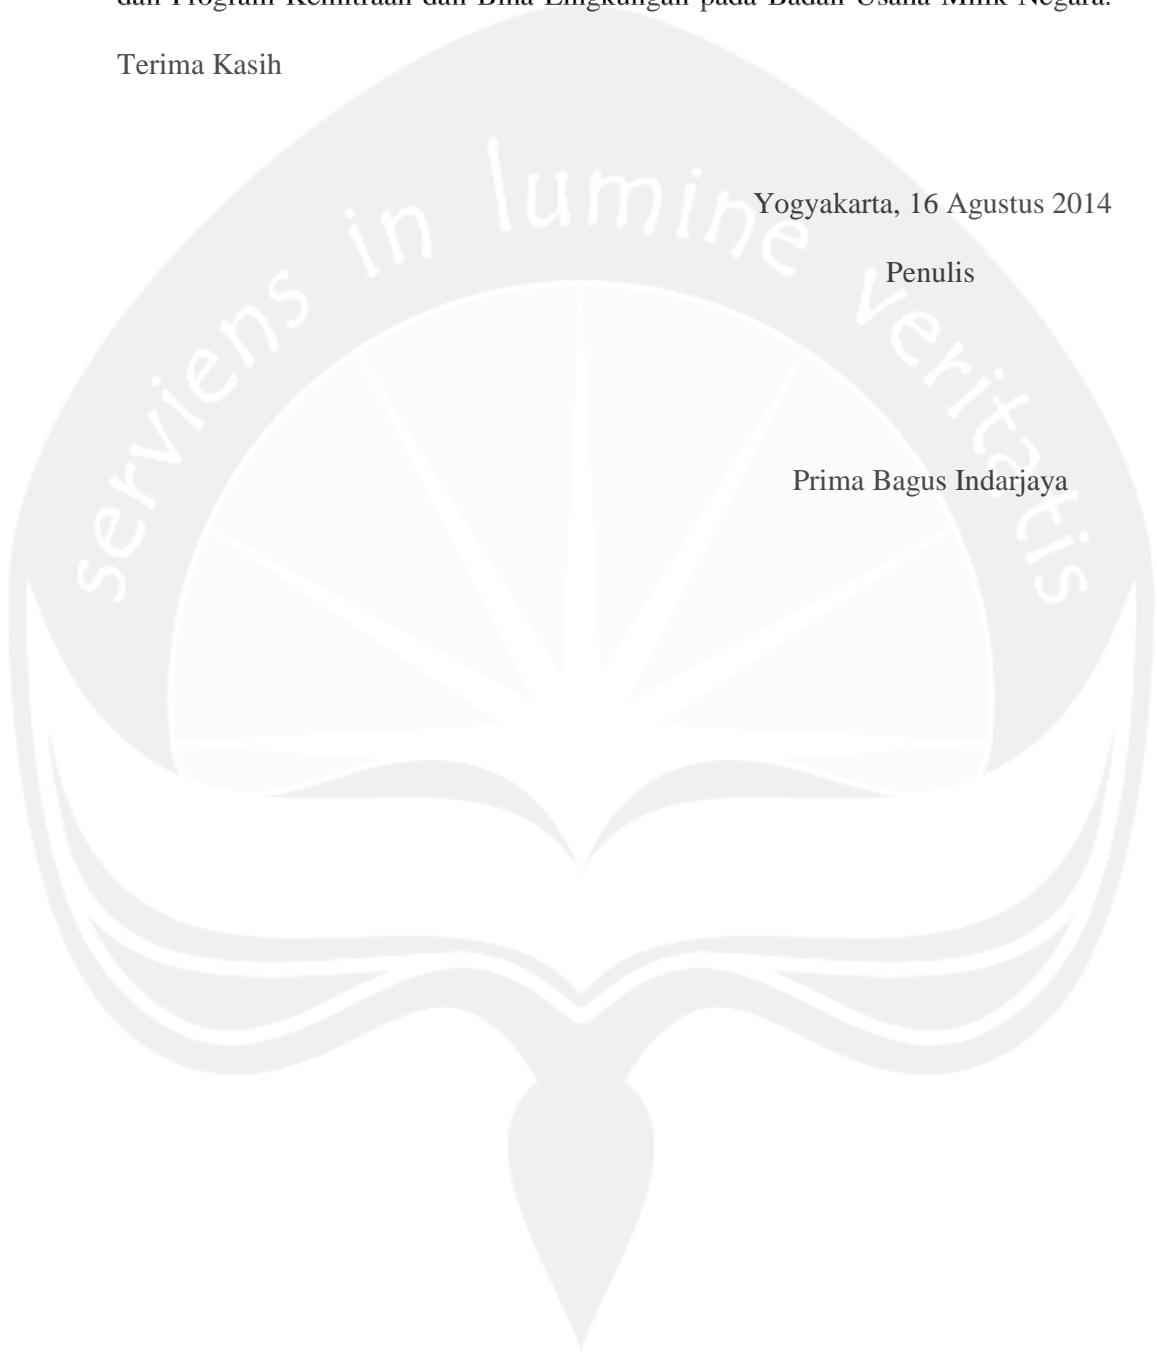 dan Program Kemitraan dan Bina Lingkungan pada Badan Usaha Milik Negara.
Terima Kasih
serviens in lumine veritatis
Yogyakarta, 16 Agustus 2014
Penulis
Prima Bagus Indarjaya